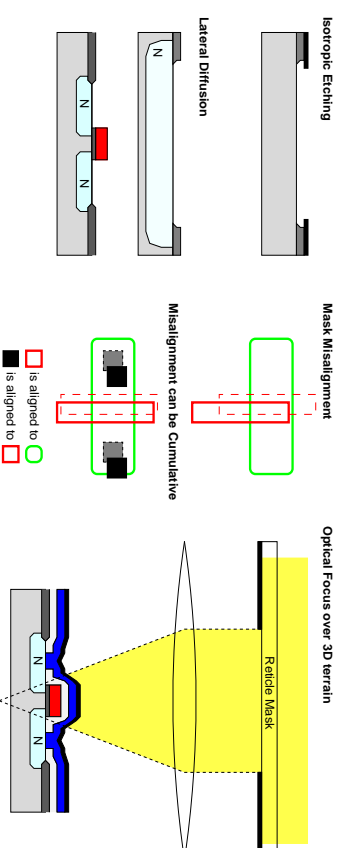 Isotropic Etching
Lateral Diffusion
N
N
N
Mask Misalignment
Misalignment can be Cumulative
is aligned to
is aligned to
Optical Focus over 3D terrain
Reticle Mask
N
N